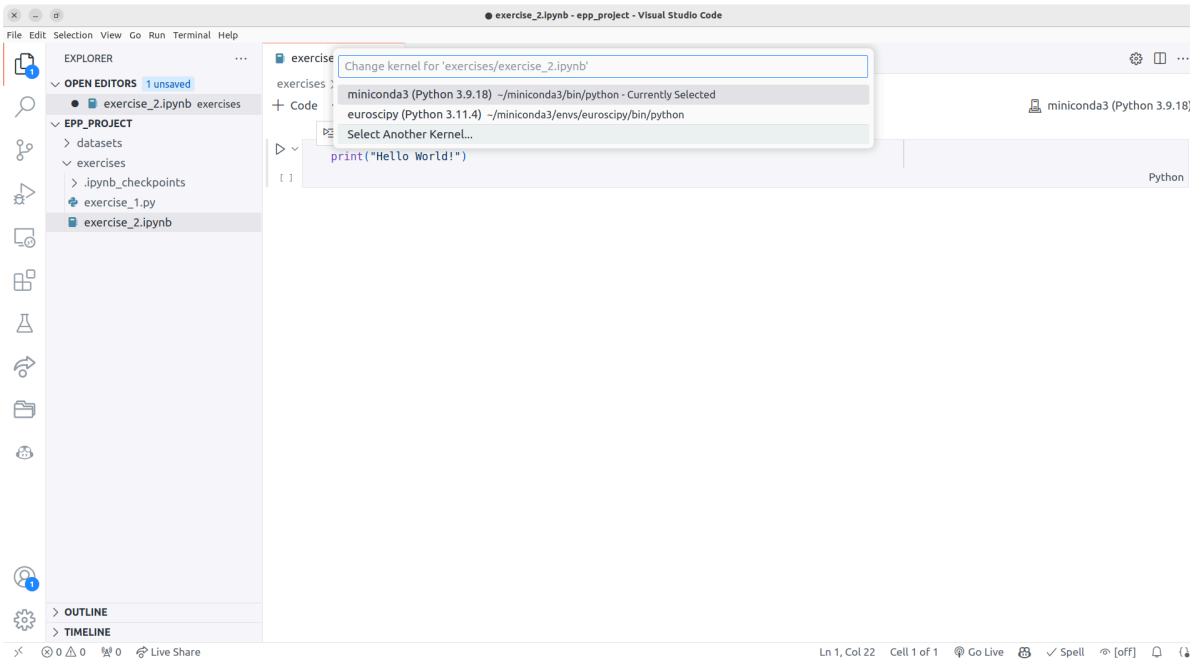 ● exercise_2.ipynb - epp_project - Visual Studio Code
File Edit Selection View Go Run Terminal Help
EXPLORER ···
OPEN EDITORS 1 unsaved
● exercise_2.ipynb exercises
EPP_PROJECT
datasets
exercises
.ipynb_checkpoints
exercise_1.py
exercise_2.ipynb
OUTLINE
TIMELINE
1
1
exercise
exercises
+ Code
Change kernel for 'exercises/exercise_2.ipynb'
miniconda3 (Python 3.9.18) ~/miniconda3/bin/python - Currently Selected
euroscipy (Python 3.11.4) ~/miniconda3/envs/euroscipy/bin/python
Select Another Kernel...
miniconda3 (Python 3.9.18)
print("Hello World!")
[ ]
Python
0 0 0 Live Share
Ln 1, Col 22 Cell 1 of 1 Go Live Spell [off]